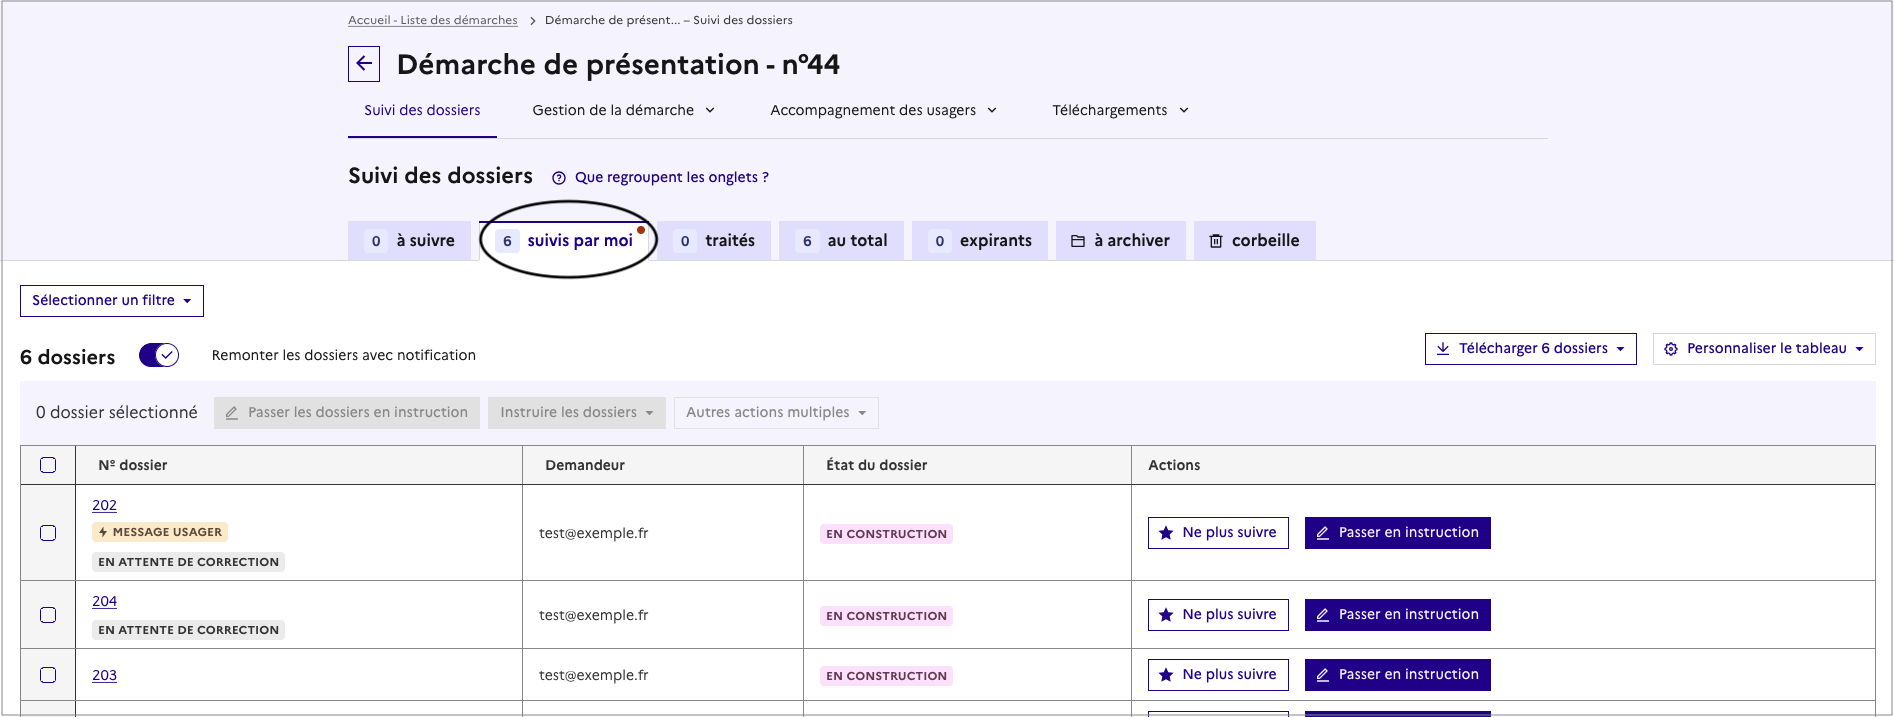 Accueil - Liste des démarches > Démarche de présent... – Suivi des dossiers
Démarche de présentation - n°44
Suivi des dossiers Gestion de la démarche Accompagnement des usagers Téléchargements
Suivi des dossiers Que regroupent les onglets ?
0 à suivre 6 suivis par moi 0 traités 6 au total 0 expirants à archiver corbeille
Sélectionner un filtre
6 dossiers Remonter les dossiers avec notification Télécharger 6 dossiers Personnaliser le tableau
0 dossier sélectionné Passer les dossiers en instruction Instruire les dossiers Autres actions multiples
Nº dossier Demandeur État du dossier Actions
202
MESSAGE USAGER
EN ATTENTE DE CORRECTION
test@exemple.fr EN CONSTRUCTION Ne plus suivre Passer en instruction
204
EN ATTENTE DE CORRECTION
test@exemple.fr EN CONSTRUCTION Ne plus suivre Passer en instruction
203 test@exemple.fr EN CONSTRUCTION Ne plus suivre Passer en instruction